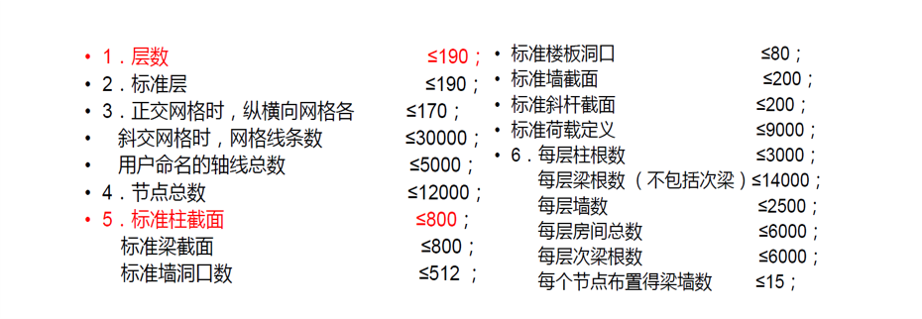 • 1．层数 ≤190；
• 2．标准层 ≤190；
• 3．正交网格时，纵横向网格各 ≤170；
• 斜交网格时，网格线条数 ≤30000；
• 用户命名的轴线总数 ≤5000；
• 4．节点总数 ≤12000；
• 5．标准柱截面 ≤800；
标准梁截面 ≤800；
标准墙洞口数 ≤512 ；
• 标准楼板洞口 ≤80；
• 标准墙截面 ≤200；
• 标准斜杆截面 ≤200；
• 标准荷载定义 ≤9000；
• 6．每层柱根数 ≤3000；
每层梁根数（不包括次梁）≤14000；
每层墙数 ≤2500；
每层房间总数 ≤6000；
每层次梁根数 ≤6000；
每个节点布置得梁墙数 ≤15；